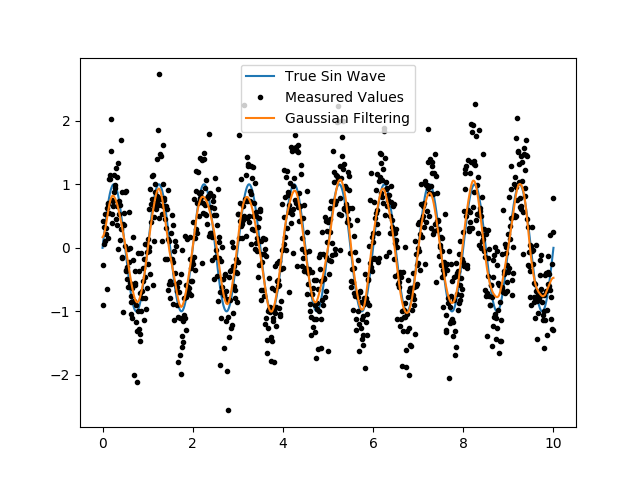 True Sin Wave
Measured Values
Gaussian Filtering
2
1
0
−1
−2
0 2 4 6 8 10